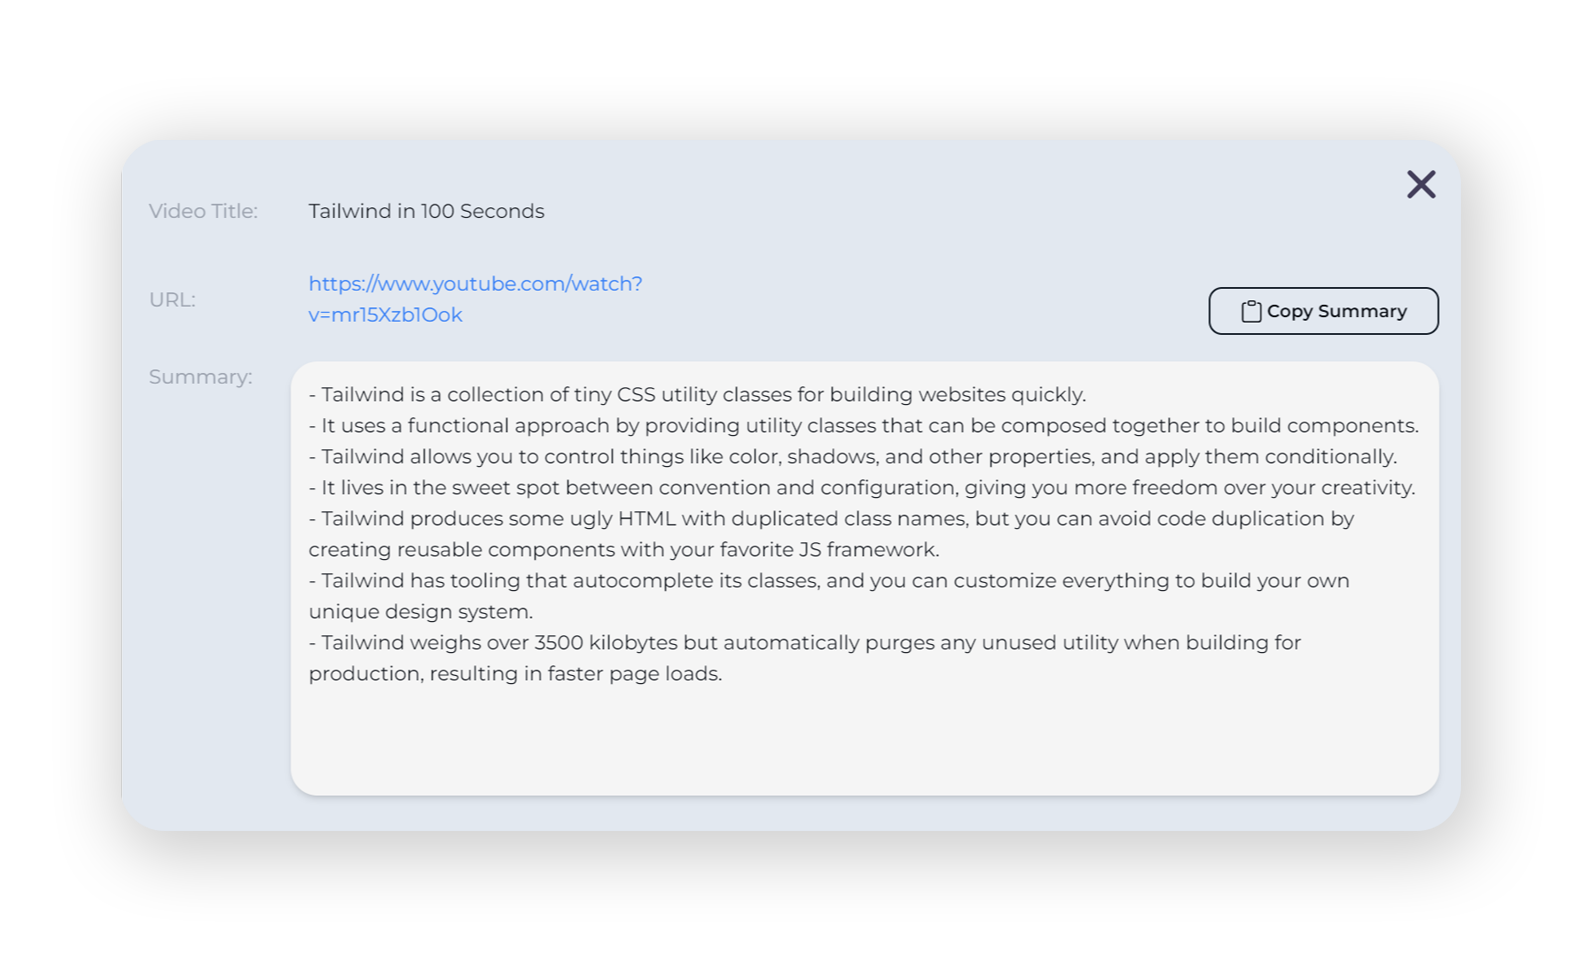 Video Title:
Tailwind in 100 Seconds
URL:
https://www.youtube.com/watch?
v=mr15Xzb1Ook
Copy Summary
Summary:
- Tailwind is a collection of tiny CSS utility classes for building websites quickly.
- It uses a functional approach by providing utility classes that can be composed together to build components.
- Tailwind allows you to control things like color, shadows, and other properties, and apply them conditionally.
- It lives in the sweet spot between convention and configuration, giving you more freedom over your creativity.
- Tailwind produces some ugly HTML with duplicated class names, but you can avoid code duplication by
creating reusable components with your favorite JS framework.
- Tailwind has tooling that autocomplete its classes, and you can customize everything to build your own
unique design system.
- Tailwind weighs over 3500 kilobytes but automatically purges any unused utility when building for
production, resulting in faster page loads.